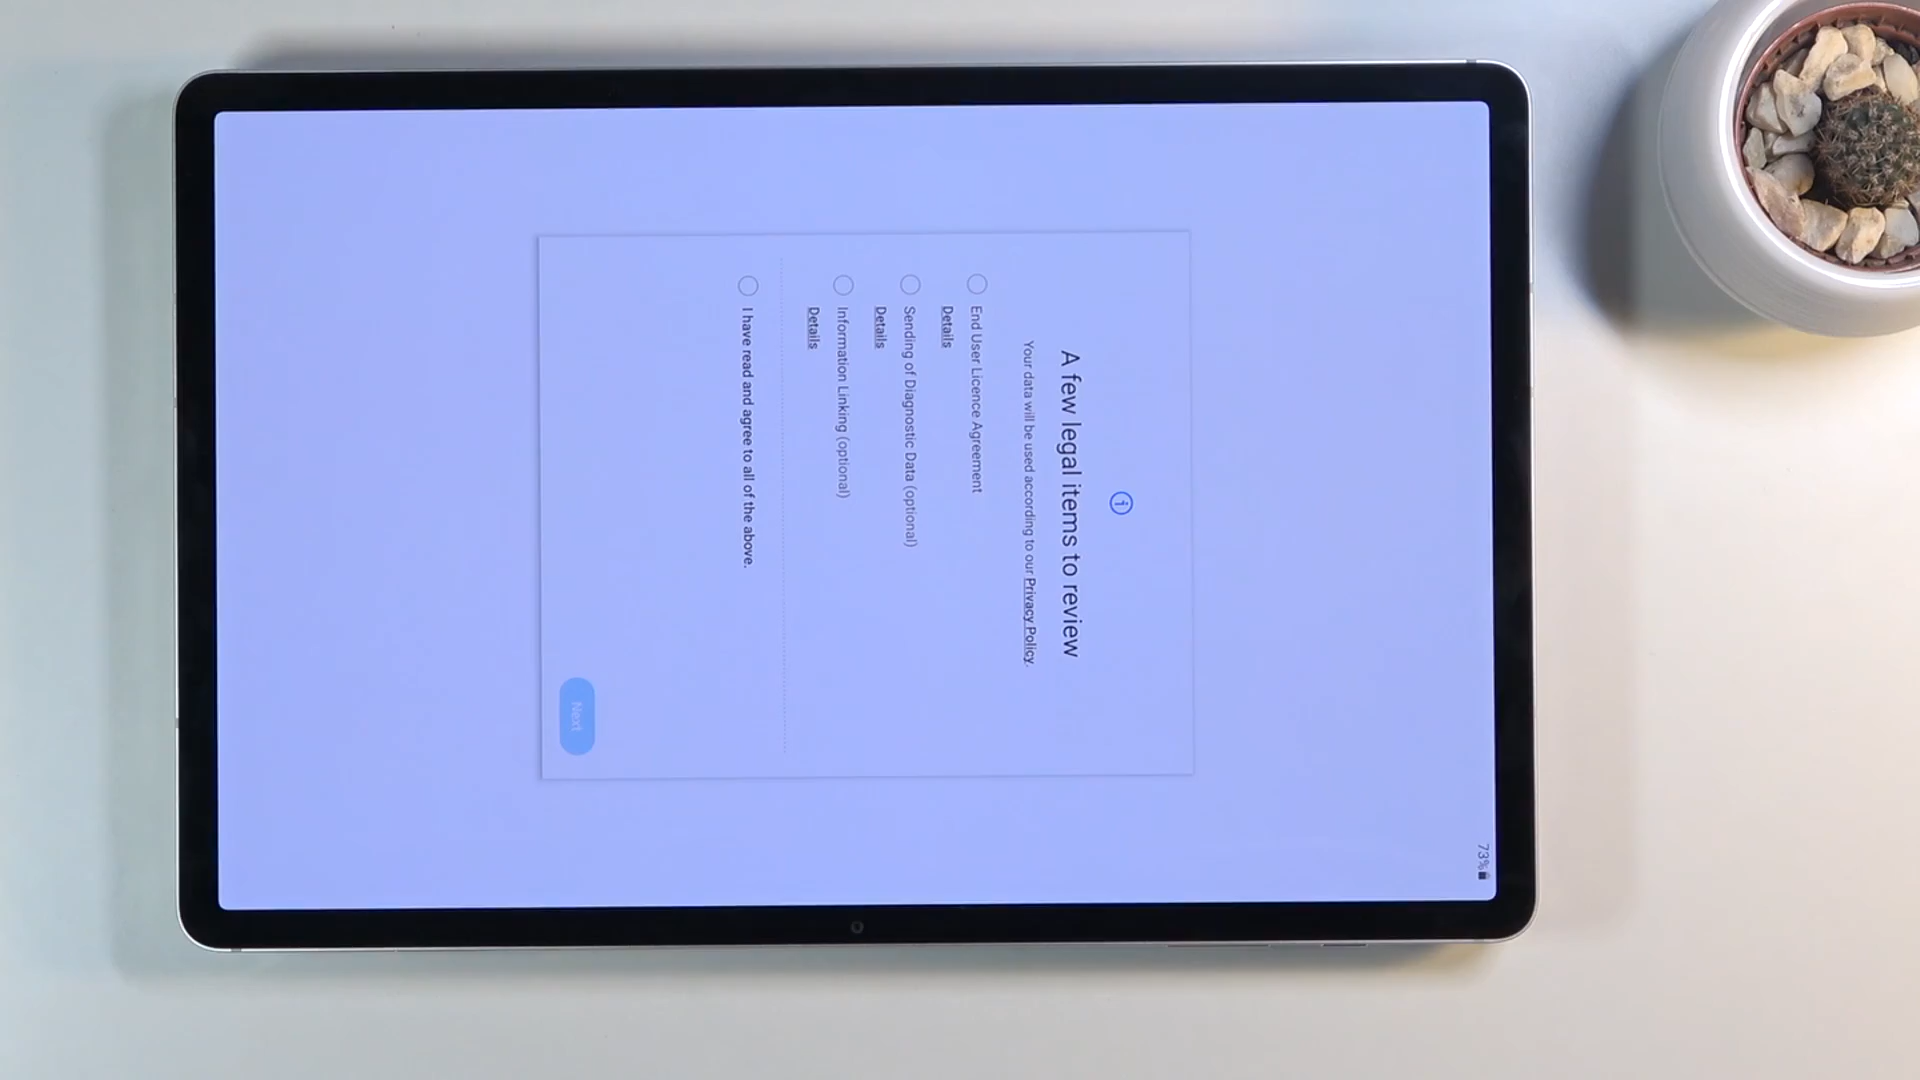 73%
A few legal items to review
Your data will be used according to our Privacy Policy.
End User Licence Agreement
Details
Sending of Diagnostic Data (optional)
Details
Information Linking (optional)
Details
I have read and agree to all of the above.
Next